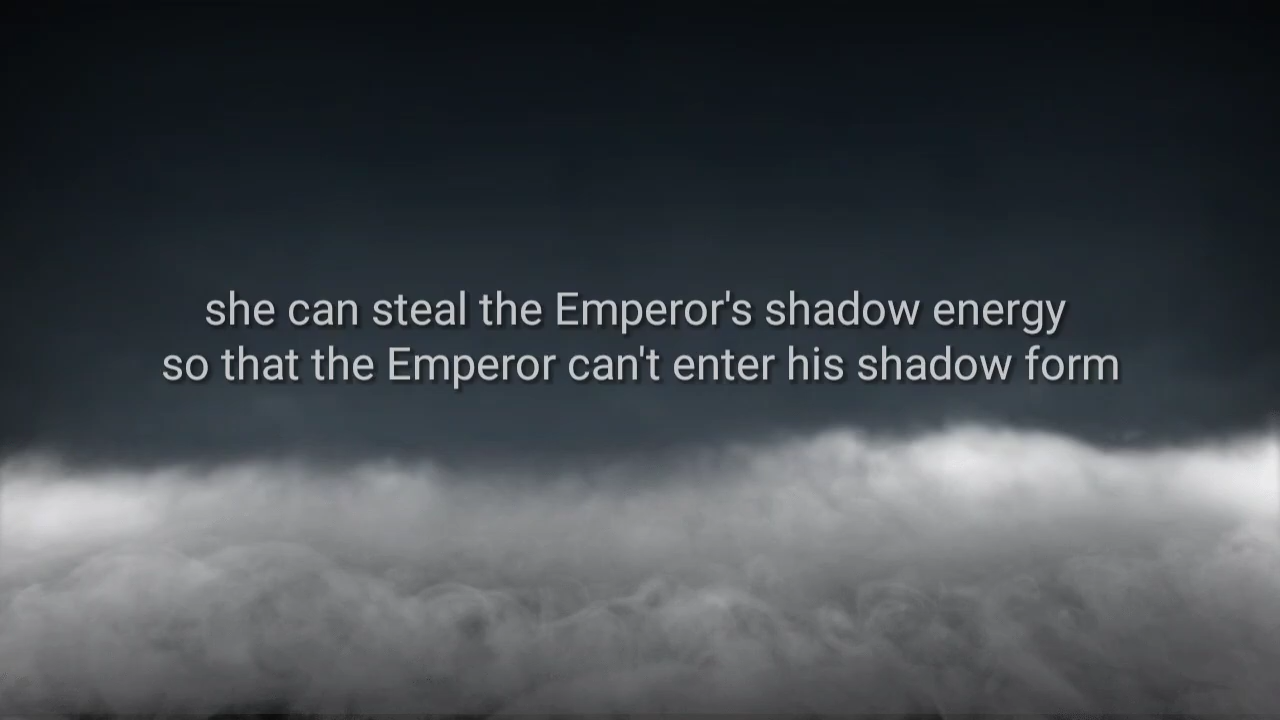 she can steal the Emperor's shadow energy
so that the Emperor can't enter his shadow form